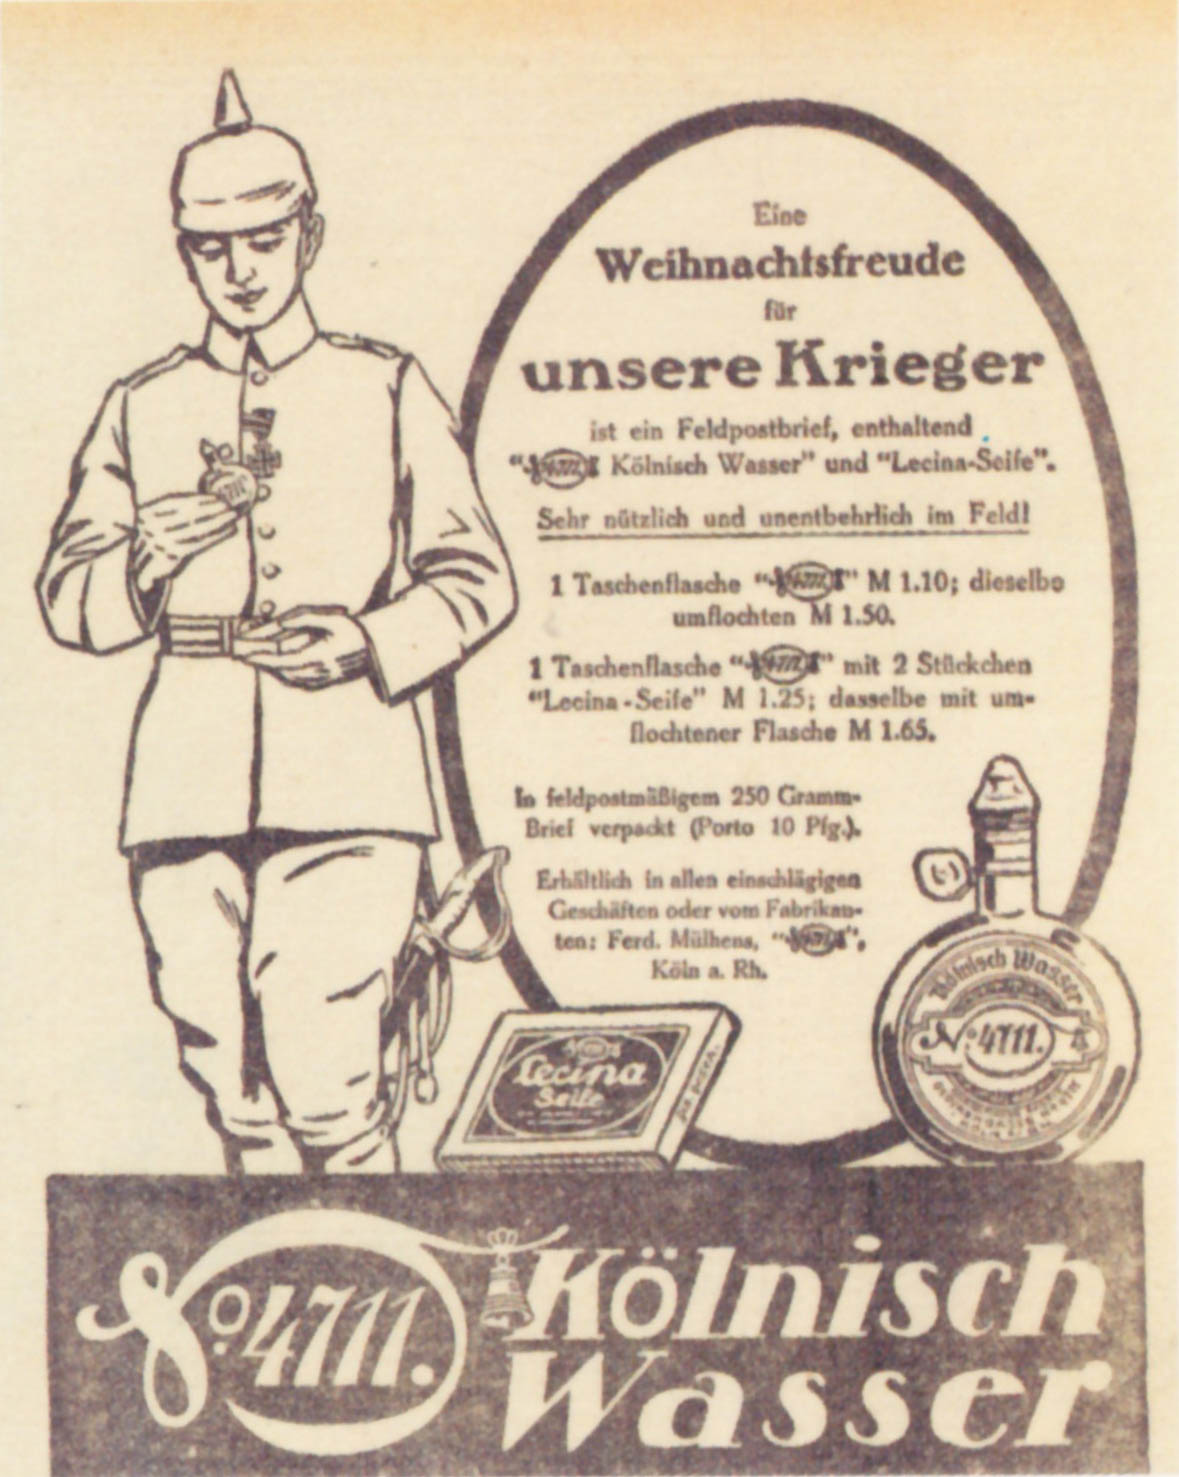 Eine
Weihnachtsfreude
für
unsere Krieger
ist ein Feldpostbrief, enthaltend
"No 4711 Kölnisch Wasser" und "Lecina-Seife".
Sehr nützlich und unentbehrlich im Feld!
1 Taschenflasche "No 4711" M 1.10; dieselbe
umflochten M 1.50.
1 Taschenflasche "No 4711" mit 2 Stückchen
"Lecina-Seife" M 1.25; dasselbe mit um-
flochtener Flasche M 1.65.
In feldpostmäßigem 250 Gramm-
Brief verpackt (Porto 10 Pfg.).
Erhältlich in allen einschlägigen
Geschäften oder vom Fabrikan-
ten: Ferd. Mülhens, "No 4711",
Köln a. Rh.
Lecina
Seife
Kölnisch Wasser
No 4711.
No. 4711. Kölnisch
Wasser